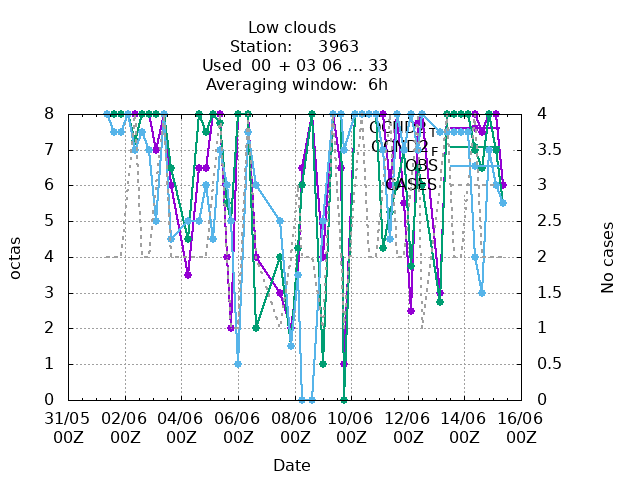 Low clouds
Station: 3963
Used 00 + 03 06 ... 33
Averaging window: 6h
octas
8
7
6
5
4
3
2
1
0
4
3.5
3
2.5
2
1.5
1
0.5
0
No cases
OBS
CASES
31/05 02/06 04/06 06/06 08/06 10/06 12/06 14/06 16/06
00Z 00Z 00Z 00Z 00Z 00Z 00Z 00Z 00Z
Date